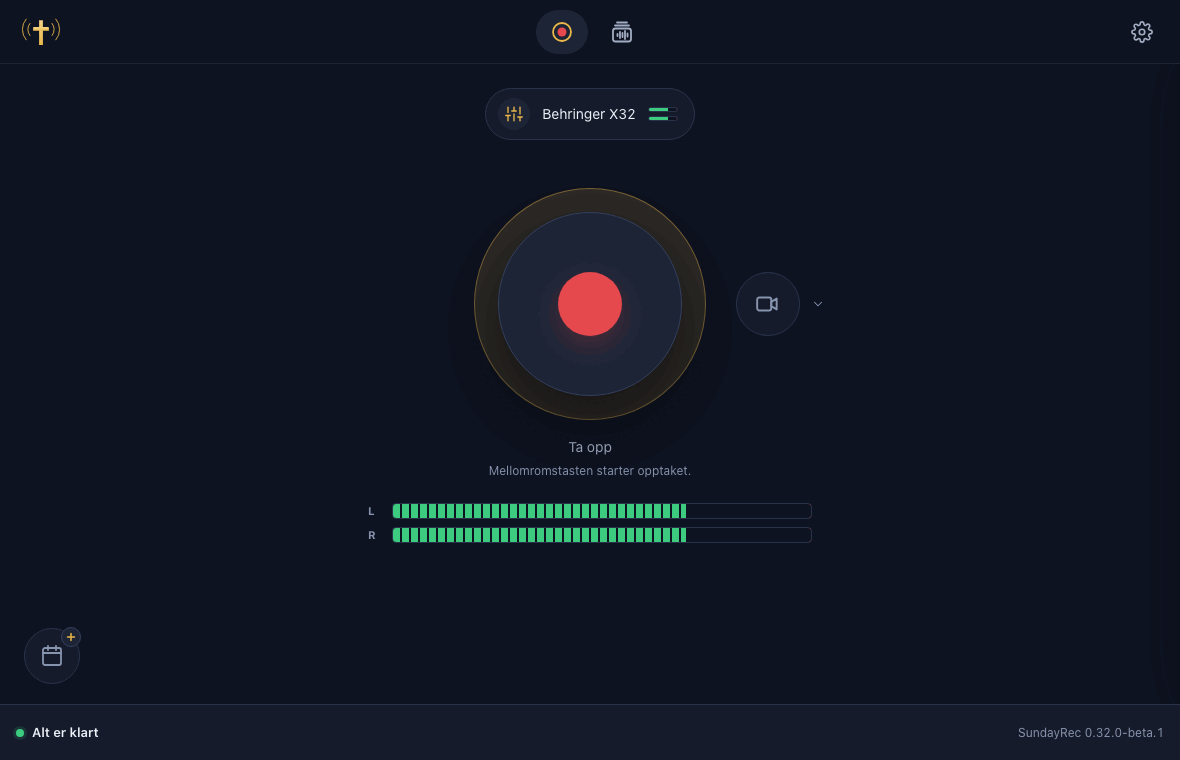 Behringer X32
Ta opp
Mellomromstasten starter opptaket.
L
R
Alt er klart
SundayRec 0.32.0-beta.1